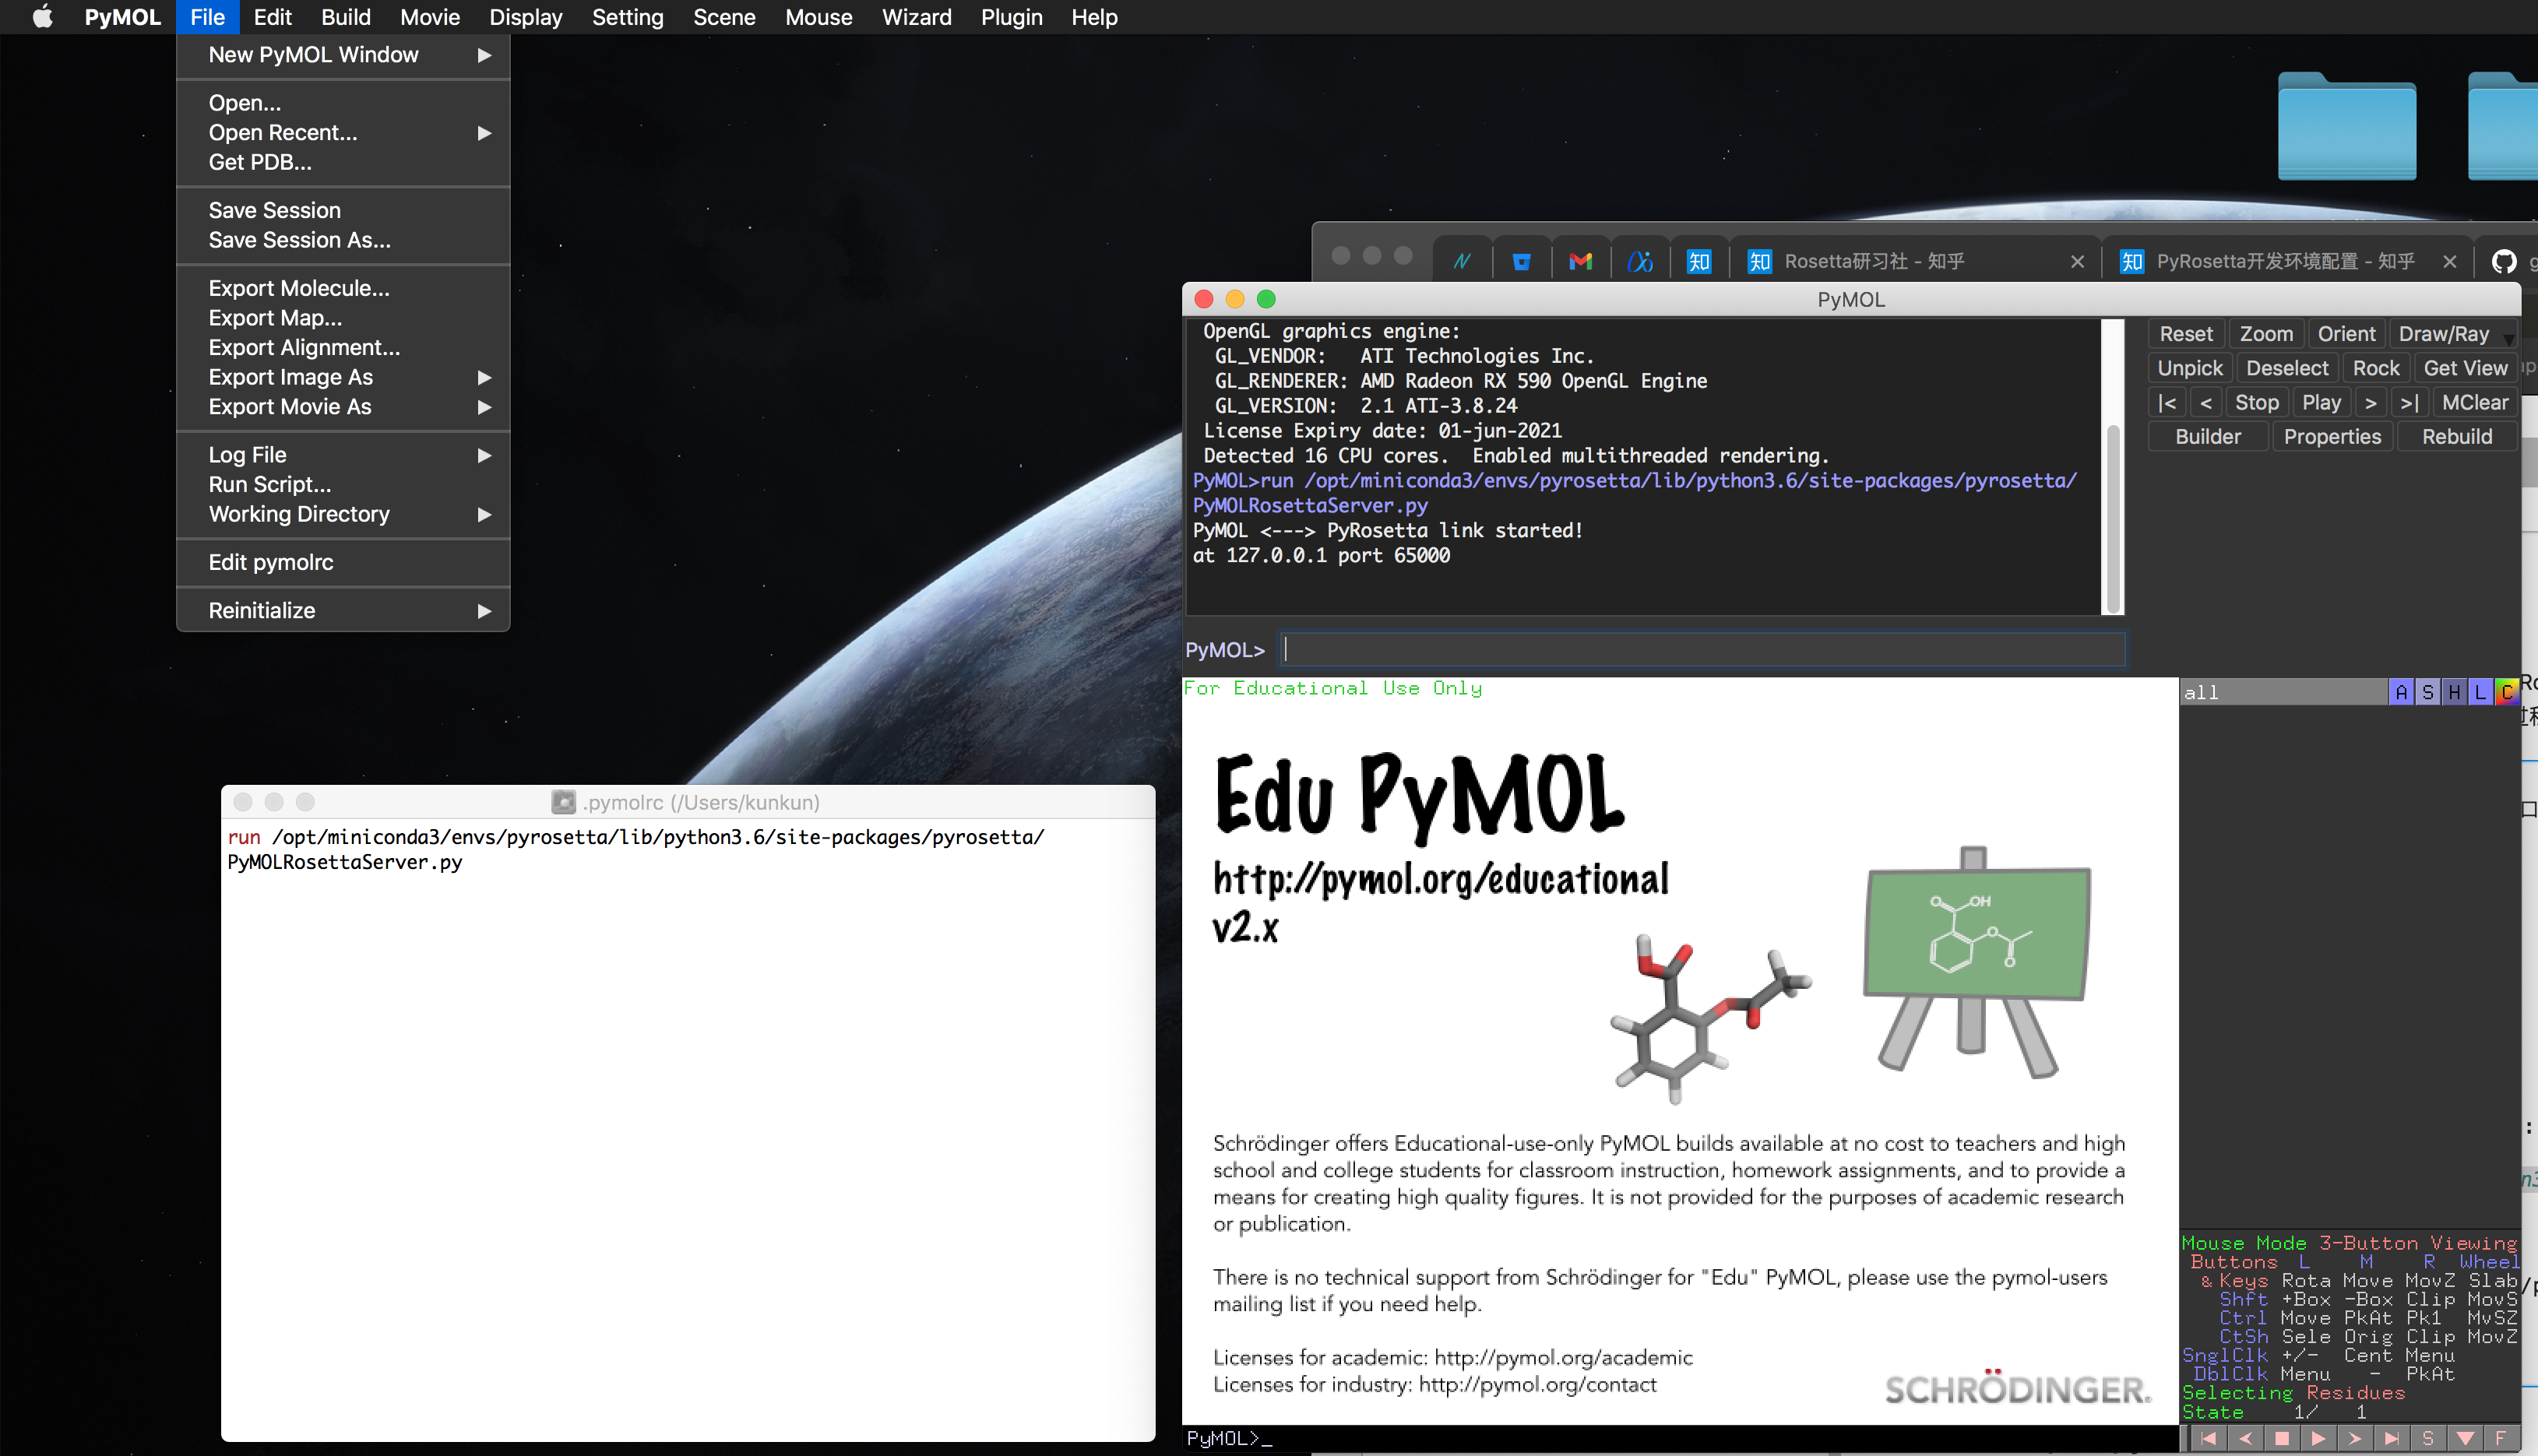 PyMOL File Edit Build Movie Display Setting Scene Mouse Wizard Plugin Help
New PyMOL Window
Open...
Open Recent...
Get PDB...
Save Session
Save Session As...
Export Molecule...
Export Map...
Export Alignment...
Export Image As
Export Movie As
Log File
Run Script...
Working Directory
Edit pymolrc
Reinitialize
.pymolrc (/Users/kunkun)
run /opt/miniconda3/envs/pyrosetta/lib/python3.6/site-packages/pyrosetta/
PyMOLRosettaServer.py
知 知 Rosetta研习社 - 知乎 知 PyRosetta开发环境配置 - 知乎
PyMOL
OpenGL graphics engine:
GL_VENDOR: ATI Technologies Inc.
GL_RENDERER: AMD Radeon RX 590 OpenGL Engine
GL_VERSION: 2.1 ATI-3.8.24
License Expiry date: 01-jun-2021
Detected 16 CPU cores. Enabled multithreaded rendering.
PyMOL>run /opt/miniconda3/envs/pyrosetta/lib/python3.6/site-packages/pyrosetta/
PyMOLRosettaServer.py
PyMOL <---> PyRosetta link started!
at 127.0.0.1 port 65000
PyMOL>
Reset Zoom Orient Draw/Ray
Unpick Deselect Rock Get View
|< < Stop Play > >| MClear
Builder Properties Rebuild
For Educational Use Only
all A S H L C
Edu PyMOL
http://pymol.org/educational
v2.x
O OH
O
O
Schrödinger offers Educational-use-only PyMOL builds available at no cost to teachers and high
school and college students for classroom instruction, homework assignments, and to provide a
means for creating high quality figures. It is not provided for the purposes of academic research
or publication.
There is no technical support from Schrödinger for "Edu" PyMOL, please use the pymol-users
mailing list if you need help.
Licenses for academic: http://pymol.org/academic
Licenses for industry: http://pymol.org/contact
SCHRÖDINGER.
PyMOL>_
Mouse Mode 3-Button Viewing
Buttons L M R Wheel
& Keys Rota Move MovZ Slab
Shft +Box -Box Clip MovS
Ctrl Move PkAt Pk1 MvSZ
CtSh Sele Orig Clip MovZ
SnglClk +/- Cent Menu
DblClk Menu - PkAt
Selecting Residues
State 1/ 1
S F